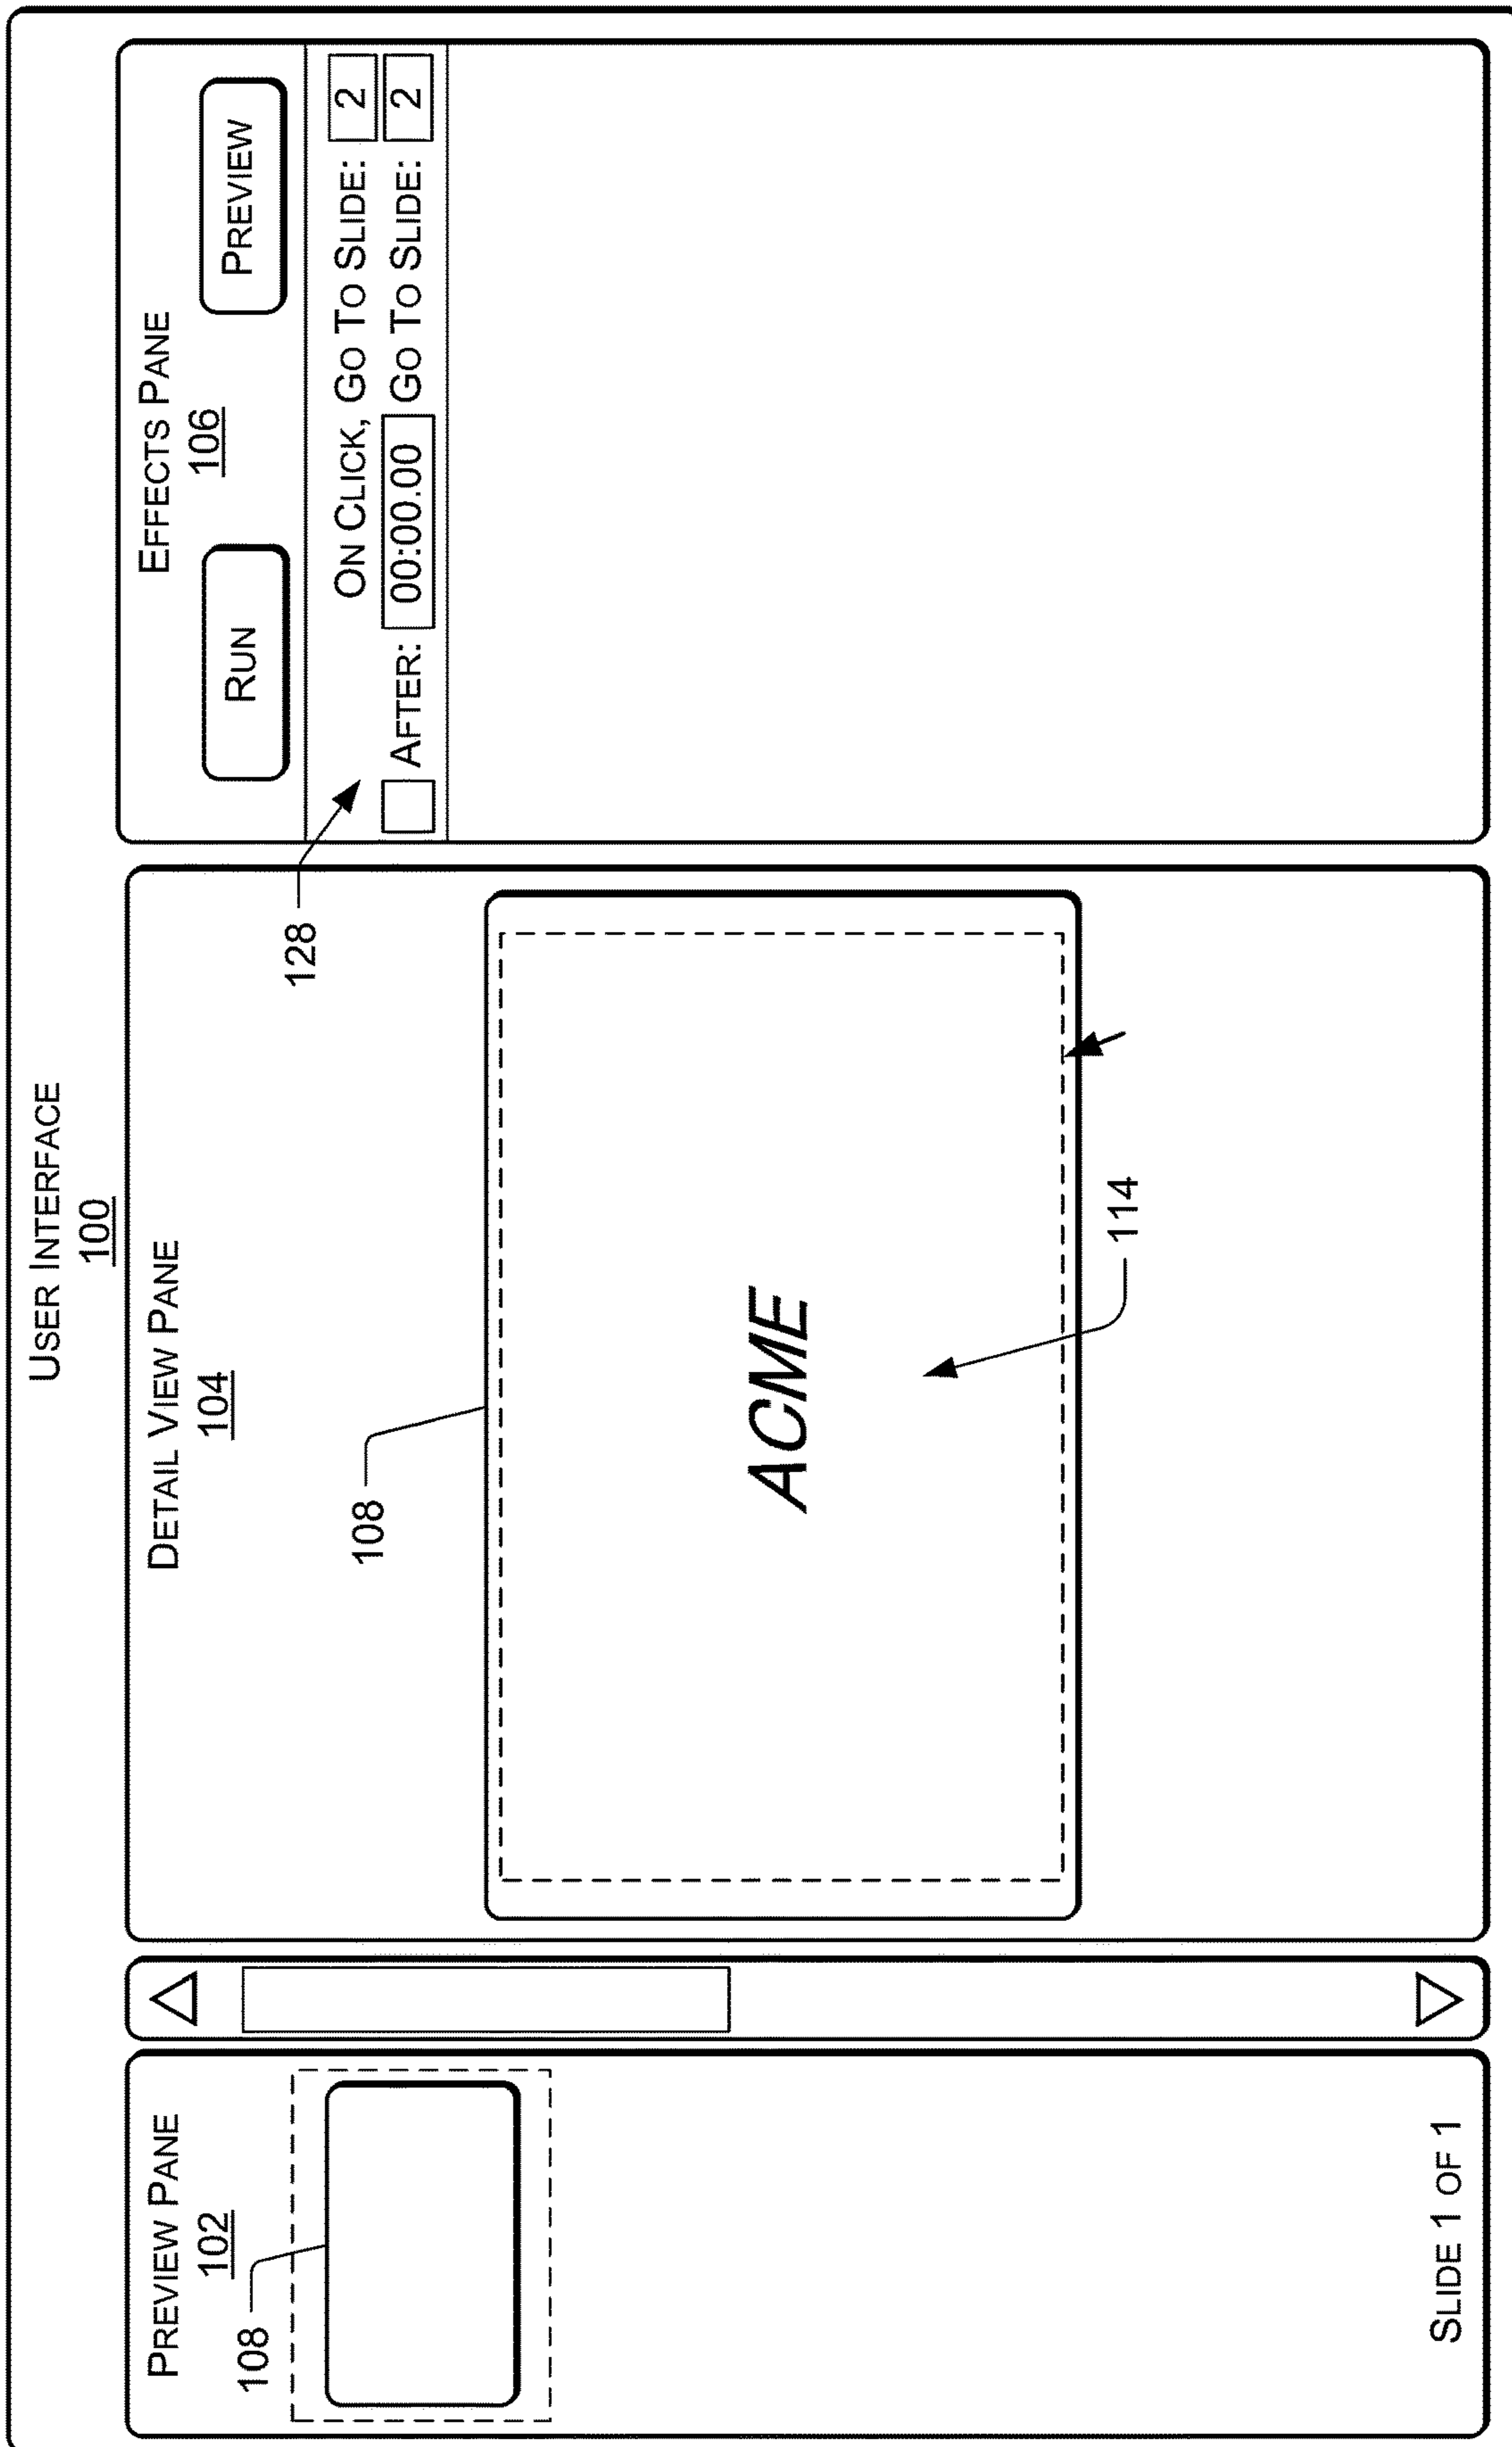 USER INTERFACE
100
PREVIEW PANE
102
108
SLIDE 1 OF 1
DETAIL VIEW PANE
104
108
ACME
114
128
EFFECTS PANE
106
RUN
PREVIEW
ON CLICK, GO TO SLIDE: 2
AFTER: 00:00.00 GO TO SLIDE: 2